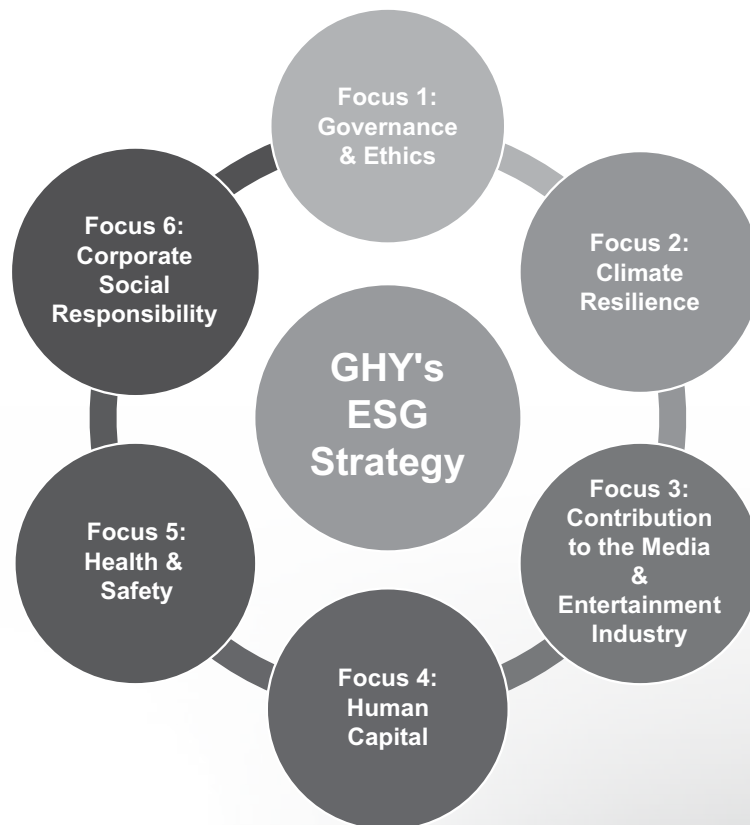 Focus 1:
Governance
& Ethics
Focus 2:
Climate
Resilience
Focus 3:
Contribution
to the Media
&
Entertainment
Industry
Focus 4:
Human
Capital
Focus 5:
Health &
Safety
Focus 6:
Corporate
Social
Responsibility
GHY's
ESG
Strategy